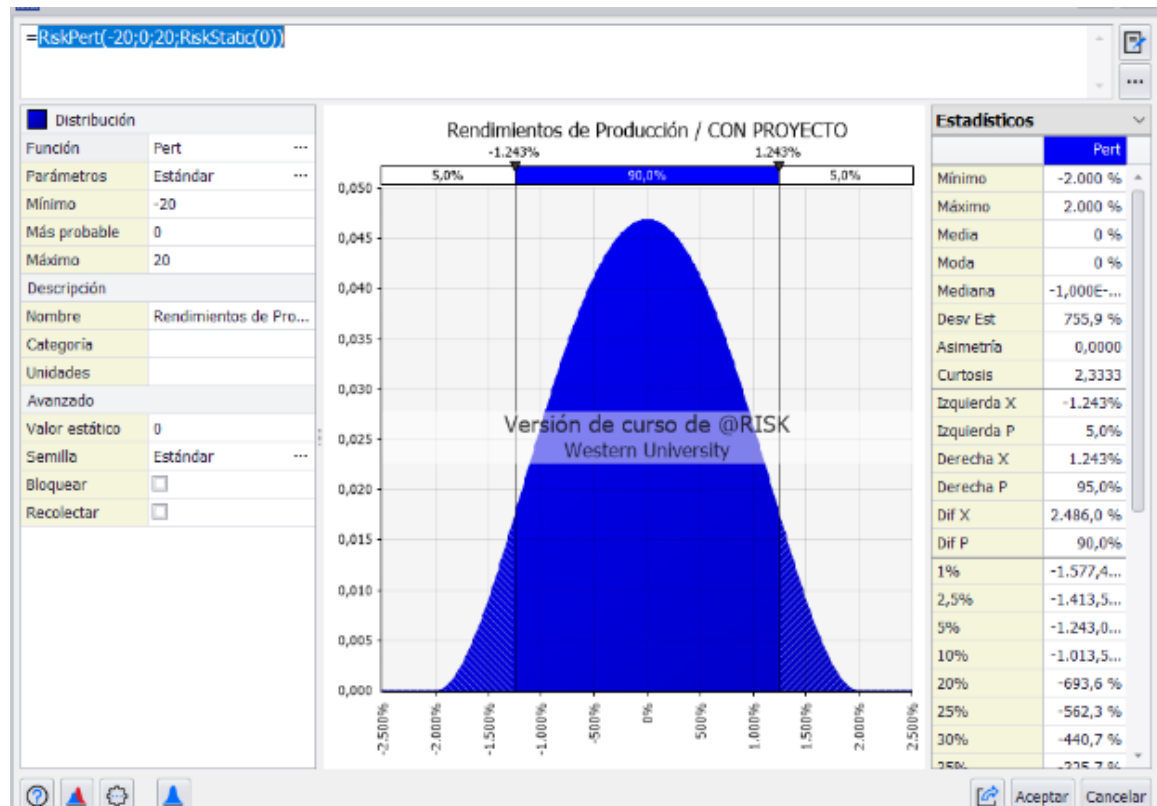 =RiskPert(-20;0;20;RiskStatic(0))
Distribución
Función Pert ...
Parámetros Estándar ...
Mínimo -20
Más probable 0
Máximo 20
Descripción
Nombre Rendimientos de Pro...
Categoría
Unidades
Avanzado
Valor estático 0
Semilla Estándar ...
Bloquear
Recolectar
Rendimientos de Producción / CON PROYECTO
-1.243% 1.243%
5,0% 90,0% 5,0%
0,050
0,045
0,040
0,035
0,030
0,025
0,020
0,015
0,010
0,005
0,000
Versión de curso de @RISK
Western University
-2.500% -2.000% -1.500% -1.000% -500% 0% 500% 1.000% 1.500% 2.000% 2.500%
Estadísticos
Pert
Mínimo -2.000 %
Máximo 2.000 %
Media 0 %
Moda 0 %
Mediana -1,000E-...
Desv Est 755,9 %
Asimetría 0,0000
Curtosis 2,3333
Izquierda X -1.243%
Izquierda P 5,0%
Derecha X 1.243%
Derecha P 95,0%
Dif X 2.486,0 %
Dif P 90,0%
1% -1.577,4...
2,5% -1.413,5...
5% -1.243,0...
10% -1.013,5...
20% -693,6 %
25% -562,3 %
30% -440,7 %
Aceptar Cancelar